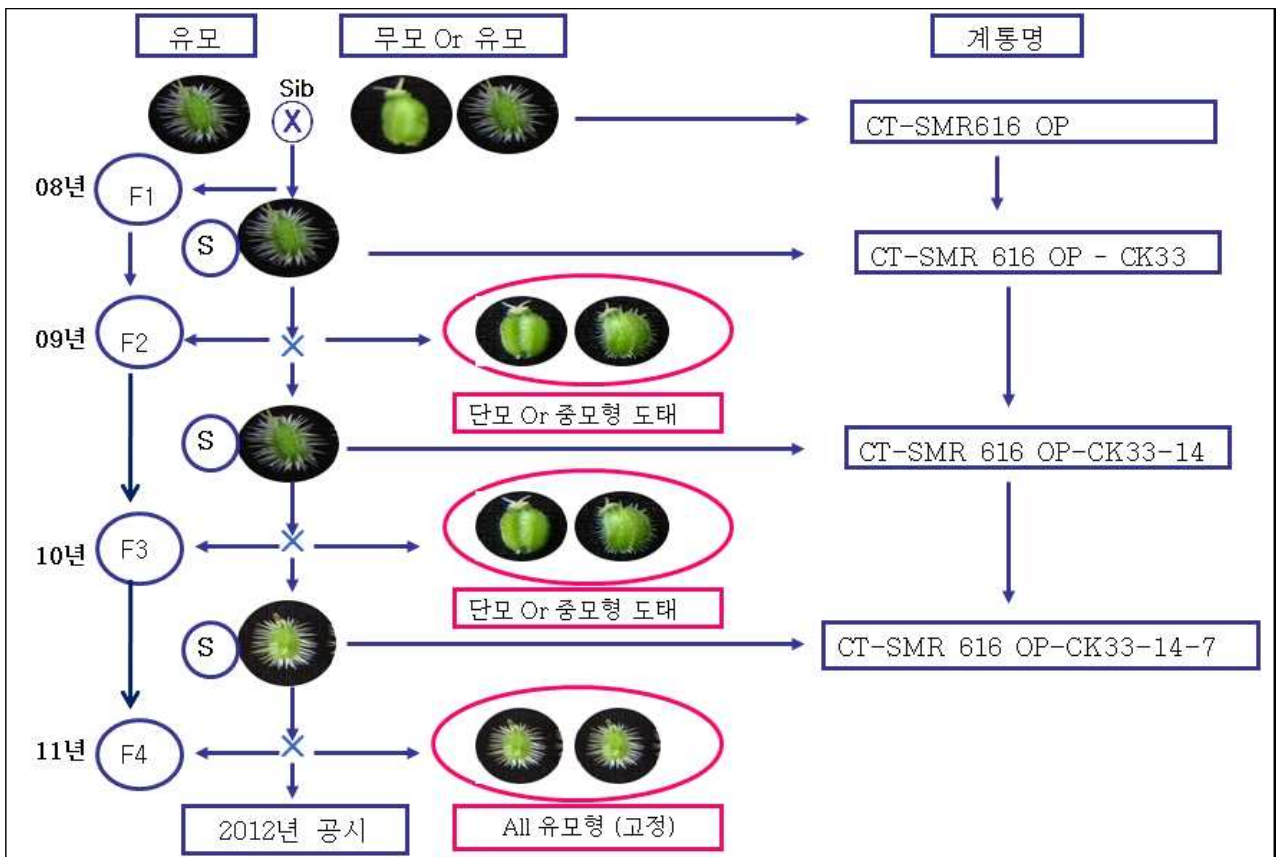 유모
무모 Or 유모
계통명
Sib
X
CT-SMR616 OP
08년
F1
S
CT-SMR 616 OP - CK33
09년
F2
단모 Or 중모형 도태
S
CT-SMR 616 OP-CK33-14
10년
F3
단모 Or 중모형 도태
S
CT-SMR 616 OP-CK33-14-7
11년
F4
2012년 공시
All 유모형 (고정)